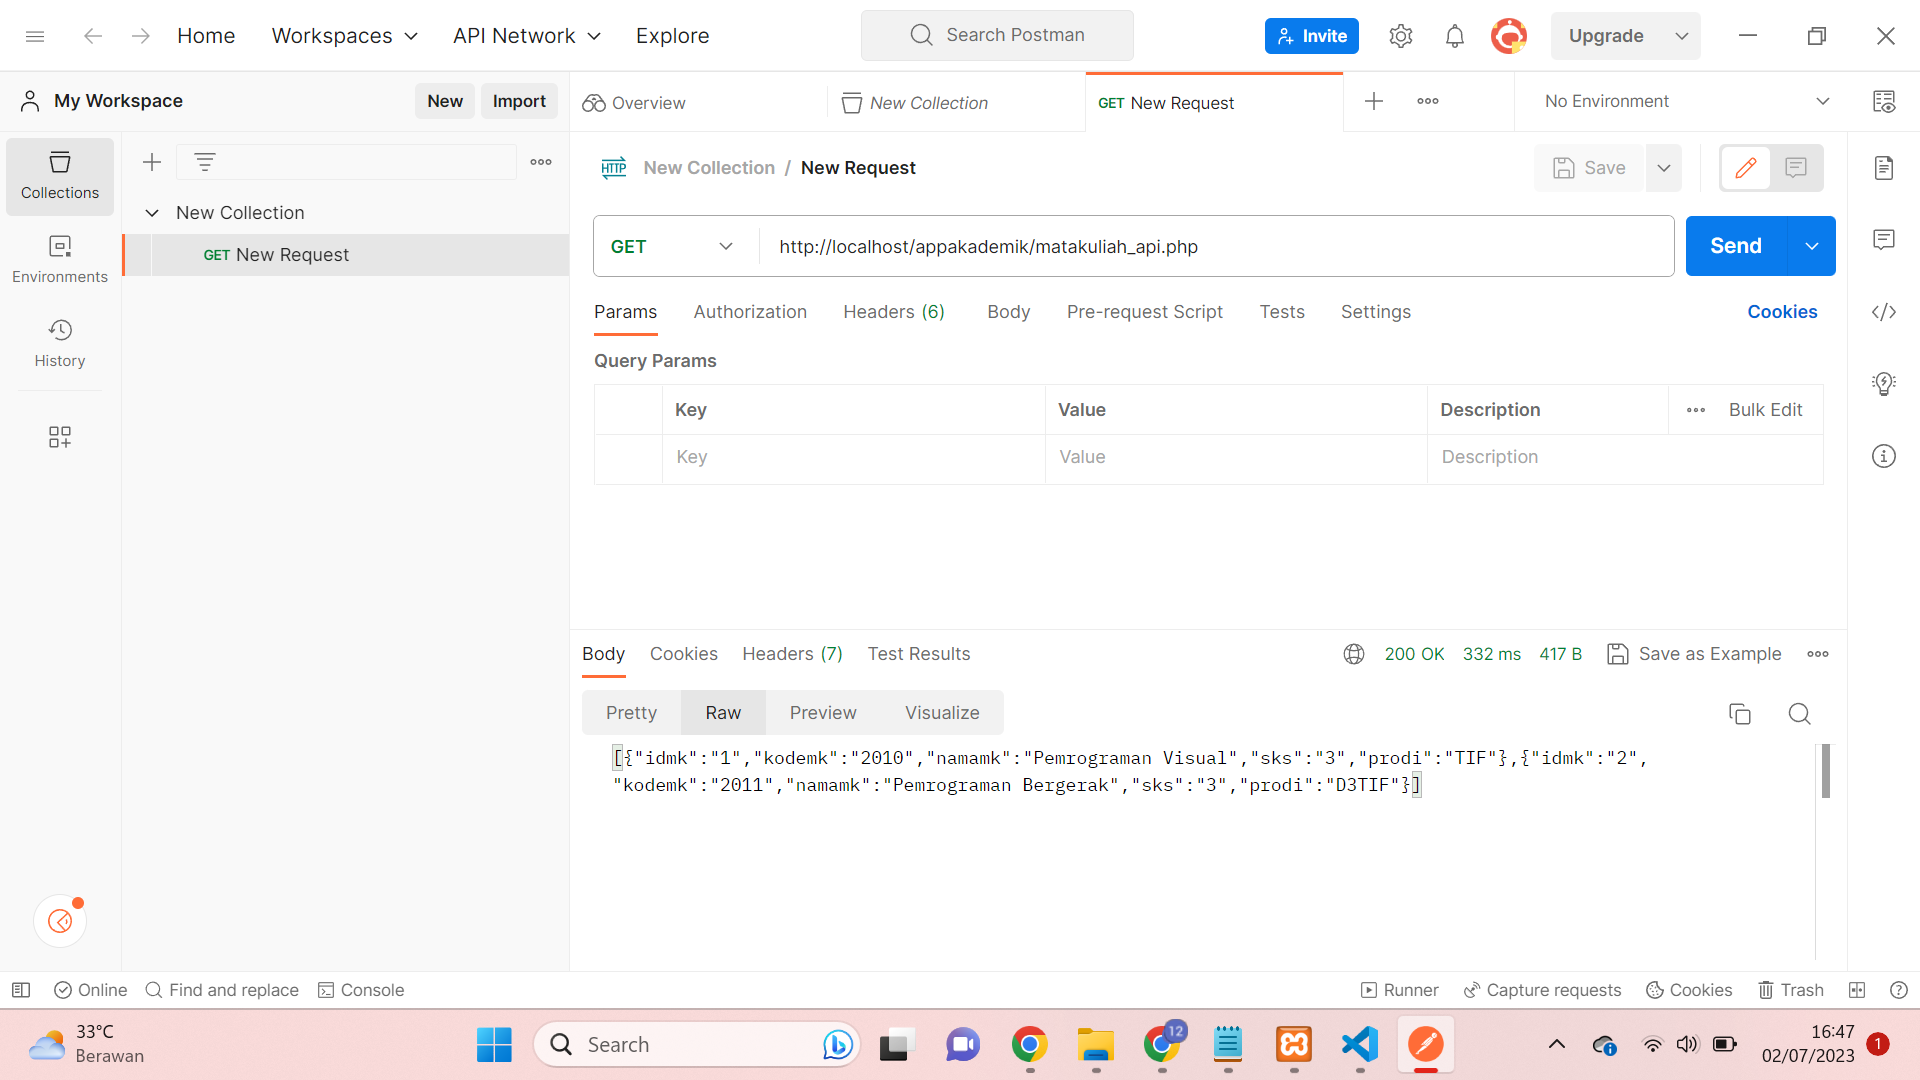 Home
Workspaces
API Network
Explore
Search Postman
Invite
Upgrade
My Workspace
New
Import
Overview
New Collection
GET New Request
No Environment
Collections
Environments
History
New Collection
GET New Request
HTTP
New Collection / New Request
Save
GET
http://localhost/appakademik/matakuliah_api.php
Send
Params
Authorization
Headers (6)
Body
Pre-request Script
Tests
Settings
Cookies
Query Params
Key
Value
Description
Bulk Edit
Key
Value
Description
Body
Cookies
Headers (7)
Test Results
200 OK
332 ms
417 B
Save as Example
Pretty
Raw
Preview
Visualize
[{"idmk":"1","kodemk":"2010","namamk":"Pemrograman Visual","sks":"3","prodi":"TIF"},{"idmk":"2",
"kodemk":"2011","namamk":"Pemrograman Bergerak","sks":"3","prodi":"D3TIF"}]
Online
Find and replace
Console
Runner
Capture requests
Cookies
Trash
33°C
Berawan
Search
12
16:47
02/07/2023
1